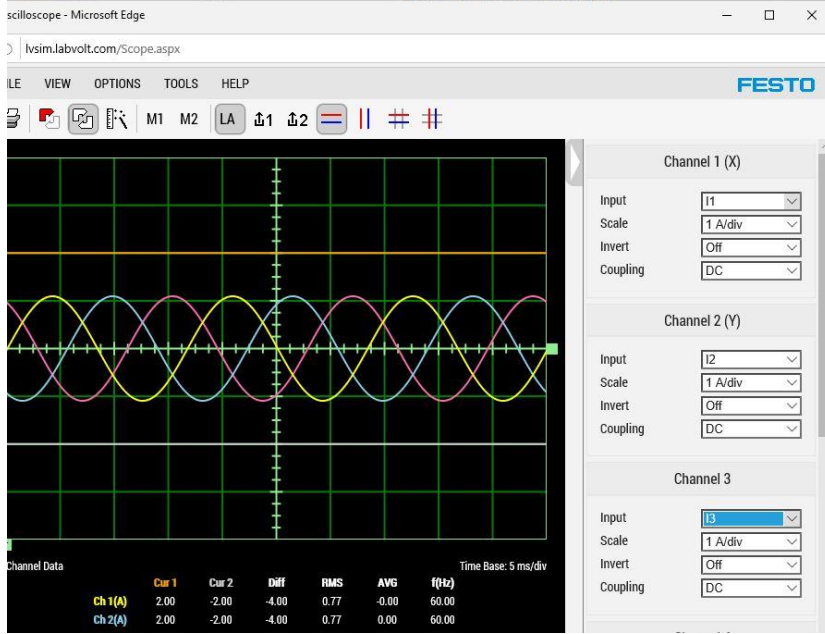 scilloscope - Microsoft Edge
lvsim.labvolt.com/Scope.aspx
ILE VIEW OPTIONS TOOLS HELP
FESTO
M1 M2 LA 1 2
Channel 1 (X)
Input I1
Scale 1 A/div
Invert Off
Coupling DC
Channel 2 (Y)
Input I2
Scale 1 A/div
Invert Off
Coupling DC
Channel 3
Input I3
Scale 1 A/div
Invert Off
Coupling DC
Channel Data Time Base: 5 ms/div
Cur 1 Cur 2 Diff RMS AVG f(Hz)
Ch 1(A) 2.00 -2.00 -4.00 0.77 -0.00 60.00
Ch 2(A) 2.00 -2.00 -4.00 0.77 0.00 60.00